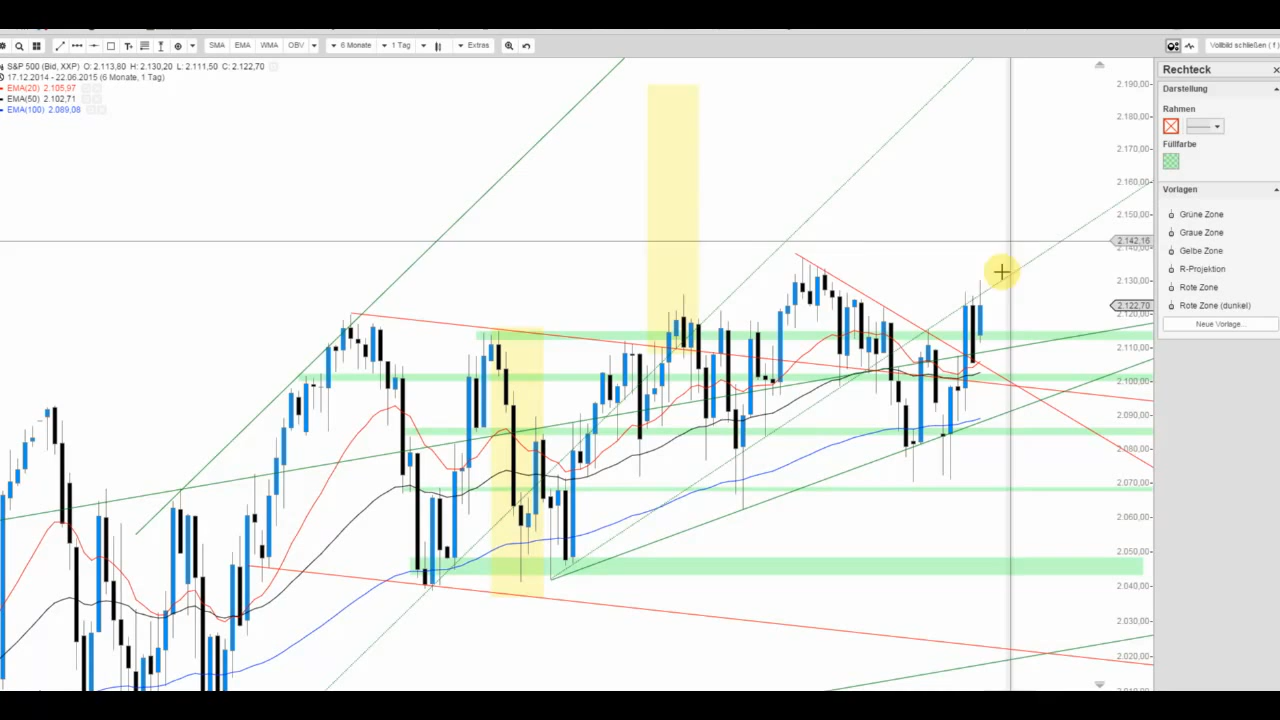 SMA EMA WMA OBV 6 Monate 1 Tag Extras Vollbild schließen ( f )
S&P 500 (Bid, XXP) O: 2.113,80 H: 2.130,20 L: 2.111,50 C: 2.122,70
17.12.2014 - 22.06.2015 (6 Monate, 1 Tag)
EMA(20) 2.105,97
EMA(50) 2.102,71
EMA(100) 2.089,08
2.190,00
2.180,00
2.170,00
2.160,00
2.150,00
2.142,16
2.140,00
2.130,00
2.122,70
2.120,00
2.110,00
2.100,00
2.090,00
2.080,00
2.070,00
2.060,00
2.050,00
2.040,00
2.030,00
2.020,00
Rechteck
Darstellung
Rahmen
Füllfarbe
Vorlagen
Grüne Zone
Graue Zone
Gelbe Zone
R-Projektion
Rote Zone
Rote Zone (dunkel)
Neue Vorlage...